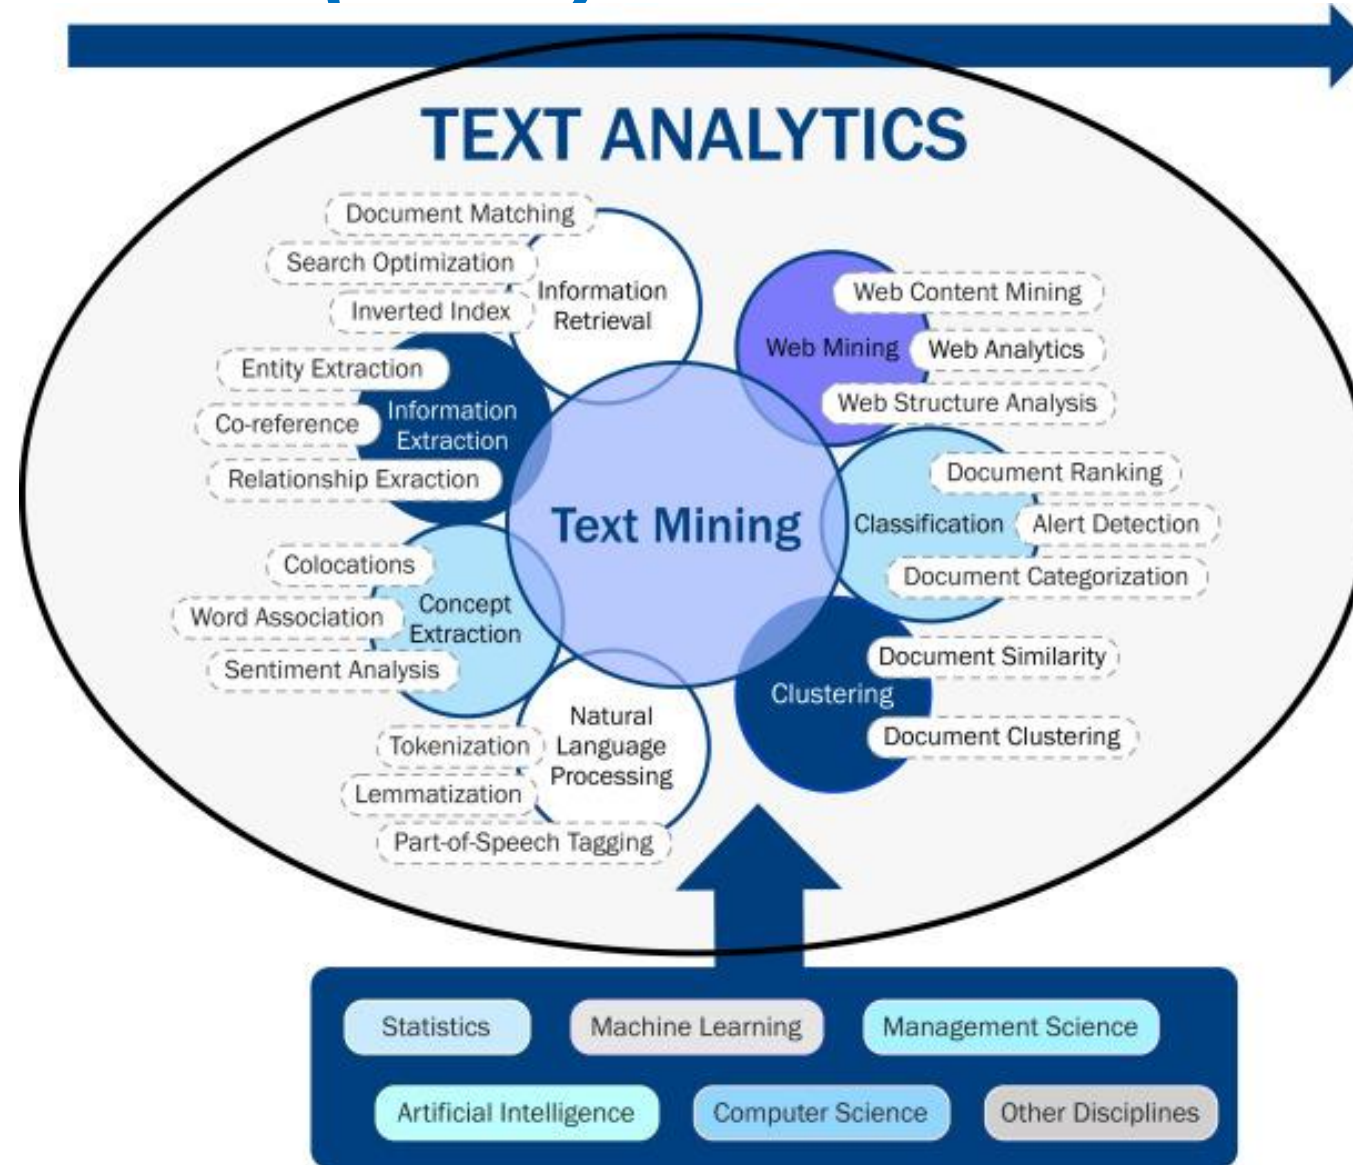 TEXT ANALYTICS
Document Matching
Search Optimization
Inverted Index
Information
Retrieval
Entity Extraction
Co-reference
Relationship Exraction
Information
Extraction
Colocations
Word Association
Sentiment Analysis
Concept
Extraction
Tokenization
Lemmatization
Part-of-Speech Tagging
Natural
Language
Processing
Text Mining
Web Mining
Web Content Mining
Web Analytics
Web Structure Analysis
Classification
Document Ranking
Alert Detection
Document Categorization
Clustering
Document Similarity
Document Clustering
Statistics
Machine Learning
Management Science
Artificial Intelligence
Computer Science
Other Disciplines